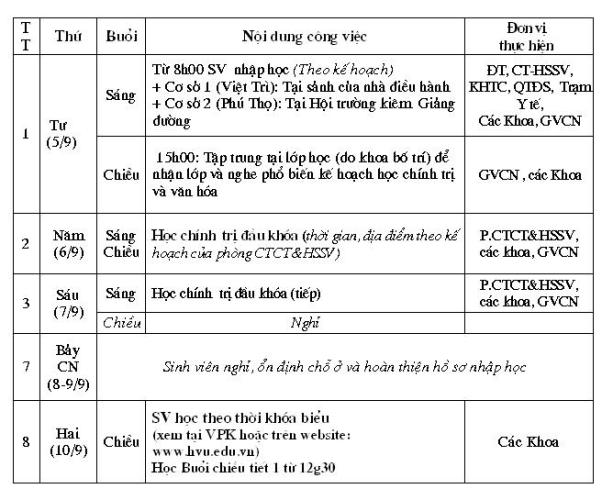 T
T
Thứ
Buổi
Nội dung công việc
Đơn vị
thực hiện
1
Tư
(5/9)
Sáng
Từ 8h00 SV nhập học (Theo kế hoạch)
+ Cơ sở 1 (Việt Trì): Tại sảnh của nhà điều hành
+ Cơ sở 2 (Phú Thọ): Tại Hội trường kiêm Giảng
đường
ĐT, CT-HSSV,
KHTC, QTĐS, Trạm
Y tế,
Các Khoa, GVCN
Chiều
15h00: Tập trung tại lớp học (do khoa bố trí) để
nhận lớp và nghe phổ biến kế hoạch học chính trị
và văn hóa
GVCN , các Khoa
2
Năm
(6/9)
Sáng
Chiều
Học chính trị đầu khóa (thời gian, địa điểm theo kế
hoạch của phòng CTCT&HSSV)
P.CTCT&HSSV,
các khoa, GVCN
3
Sáu
(7/9)
Sáng
Học chính trị đầu khóa (tiếp)
P.CTCT&HSSV,
các khoa, GVCN
Chiều
Nghỉ
7
Bảy
CN
(8-9/9)
Sinh viên nghỉ, ổn định chỗ ở và hoàn thiện hồ sơ nhập học
8
Hai
(10/9)
Chiều
SV học theo thời khóa biểu
(xem tại VPK hoặc trên website:
www.hvu.edu.vn)
Học Buổi chiều tiết 1 từ 12g30
Các Khoa